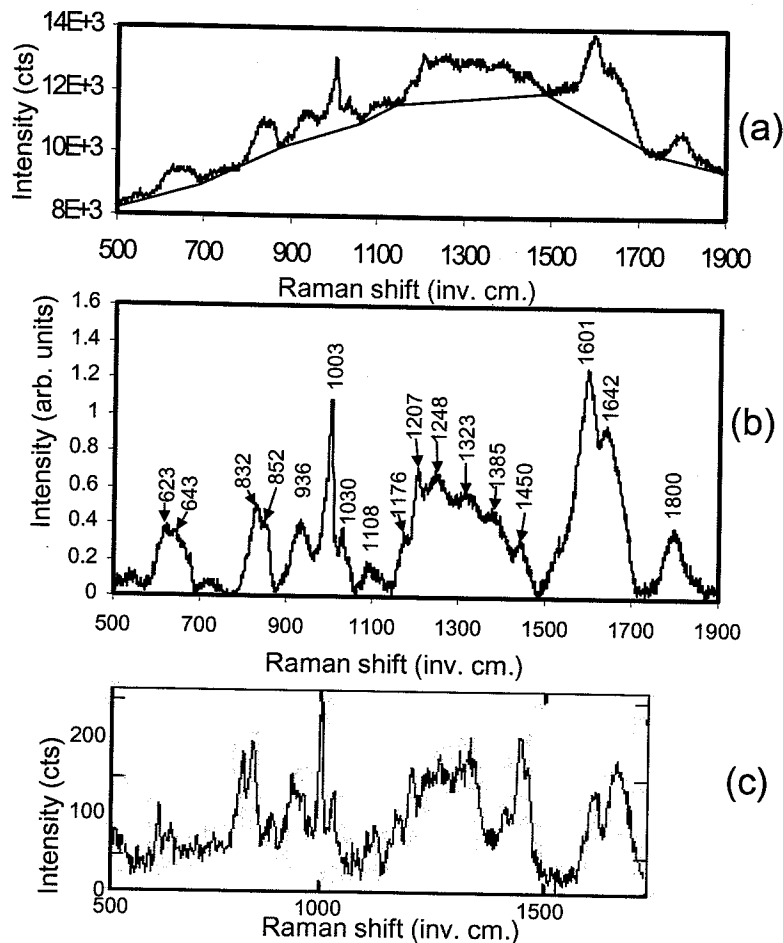 14E+3
12E+3
10E+3
8E+3
Intensity (cts)
(a)
500 700 900 1100 1300 1500 1700 1900
Raman shift (inv. cm.)
1.6
1.4
1.2
1
0.8
0.6
0.4
0.2
0
Intensity (arb. units)
(b)
623
643
832
852
936
1003
1030
1108
1176
1207
1248
1323
1385
1450
1601
1642
1800
500 700 900 1100 1300 1500 1700 1900
Raman shift (inv. cm.)
200
100
0
Intensity (cts)
(c)
500 1000 1500
Raman shift (inv. cm.)